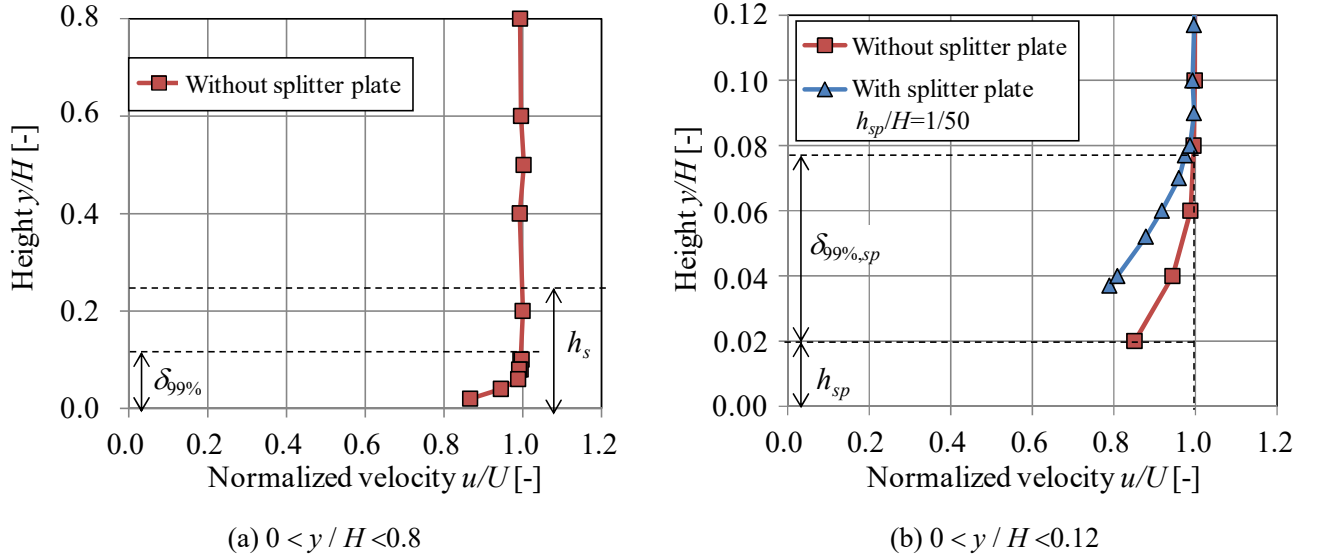 0.8
0.6
0.4
0.2
0.0
Height y/H [-]
Without splitter plate
h_s
δ_99%
0.0 0.2 0.4 0.6 0.8 1.0 1.2
Normalized velocity u/U [-]
(a) 0 < y / H <0.8
0.12
0.10
0.08
0.06
0.04
0.02
0.00
Height y/H [-]
Without splitter plate
With splitter plate
h_sp/H=1/50
δ_99%,sp
h_sp
0.0 0.2 0.4 0.6 0.8 1.0 1.2
Normalized velocity u/U [-]
(b) 0 < y / H <0.12